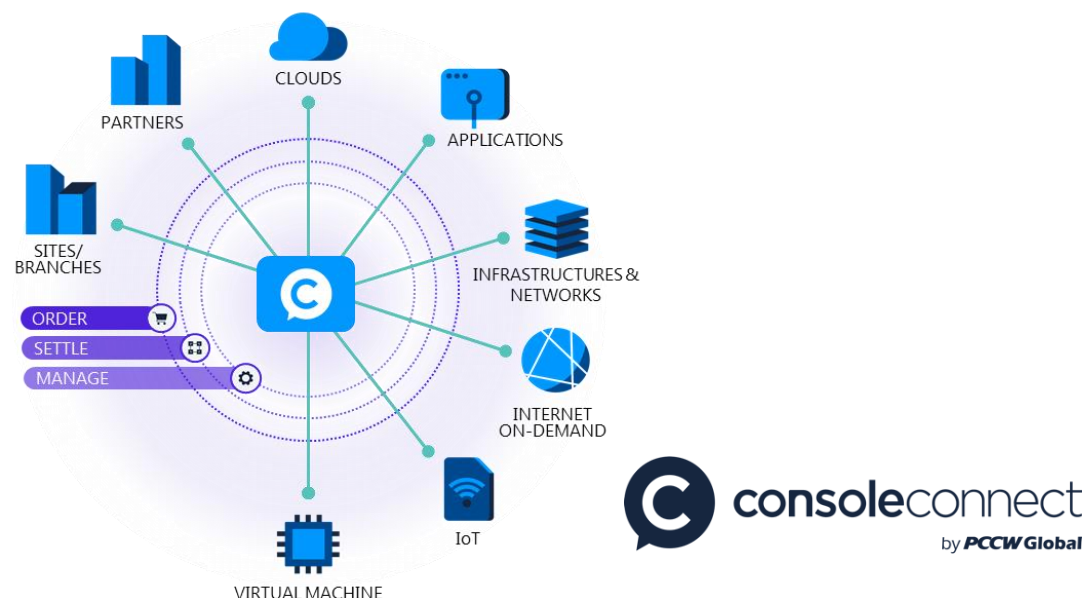 CLOUDS
PARTNERS
APPLICATIONS
SITES/
BRANCHES
INFRASTRUCTURES &
NETWORKS
ORDER
SETTLE
MANAGE
INTERNET
ON-DEMAND
IoT
VIRTUAL MACHINE
C
C consoleconnect
by PCCW Global